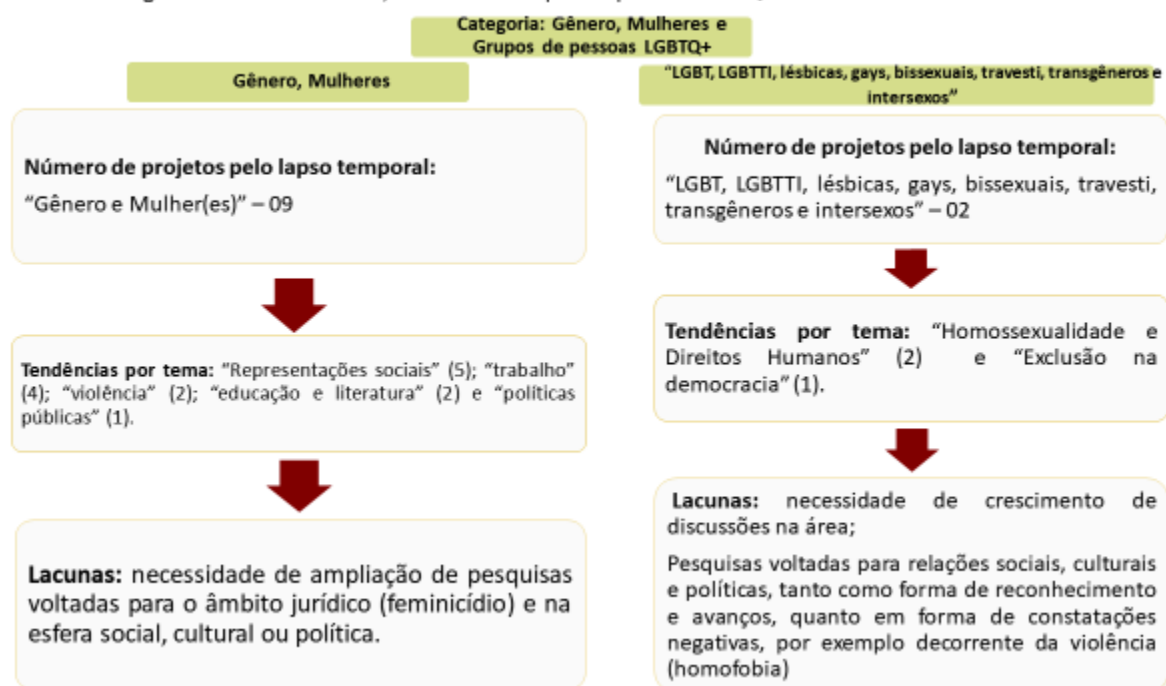 Categoria: Gênero, Mulheres e
Grupos de pessoas LGBTQ+
Gênero, Mulheres
Número de projetos pelo lapso temporal:
“Gênero e Mulher(es)” – 09
Tendências por tema: “Representações sociais” (5); “trabalho”
(4); “violência” (2); “educação e literatura” (2) e “políticas
públicas” (1).
Lacunas: necessidade de ampliação de pesquisas
voltadas para o âmbito jurídico (feminicídio) e na
esfera social, cultural ou política.
“LGBT, LGBTTI, lésbicas, gays, bissexuais, travesti, transgêneros e
intersexos”
Número de projetos pelo lapso temporal:
“LGBT, LGBTTI, lésbicas, gays, bissexuais, travesti,
transgêneros e intersexos” – 02
Tendências por tema: “Homossexualidade e
Direitos Humanos” (2) e “Exclusão na
democracia” (1).
Lacunas: necessidade de crescimento de
discussões na área;
Pesquisas voltadas para relações sociais, culturais
e políticas, tanto como forma de reconhecimento
e avanços, quanto em forma de constatações
negativas, por exemplo decorrente da violência
(homofobia)